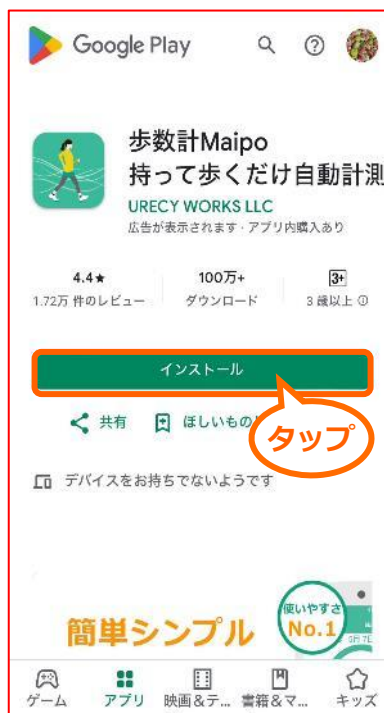 Google Play
歩数計Maipo
持って歩くだけ自動計測
URECY WORKS LLC
広告が表示されます・アプリ内購入あり
4.4★ 100万+ 3+
1.72万 件のレビュー ダウンロード 3 歳以上
インストール
共有 ほしいもの
タップ
デバイスをお持ちでないようです
使いやすさ
No.1
簡単シンプル
ゲーム アプリ 映画&テ... 書籍&マ... キッズ